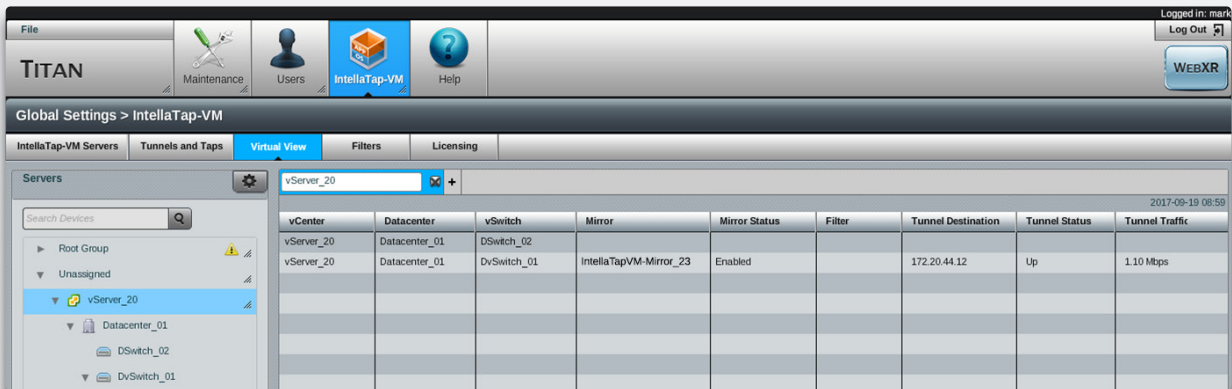 Logged in: mark
File
Log Out
TITAN
Maintenance
Users
APP
OS
IntellaTap-VM
?
Help
WEBXR
Global Settings > IntellaTap-VM
IntellaTap-VM Servers Tunnels and Taps Virtual View Filters Licensing
Servers
vServer_20 +
2017-09-19 08:59
Search Devices
vCenter Datacenter vSwitch Mirror Mirror Status Filter Tunnel Destination Tunnel Status Tunnel Traffic
vServer_20 Datacenter_01 DSwitch_02
vServer_20 Datacenter_01 DvSwitch_01 IntellaTapVM-Mirror_23 Enabled 172.20.44.12 Up 1.10 Mbps
Root Group
Unassigned
vServer_20
Datacenter_01
DSwitch_02
DvSwitch_01